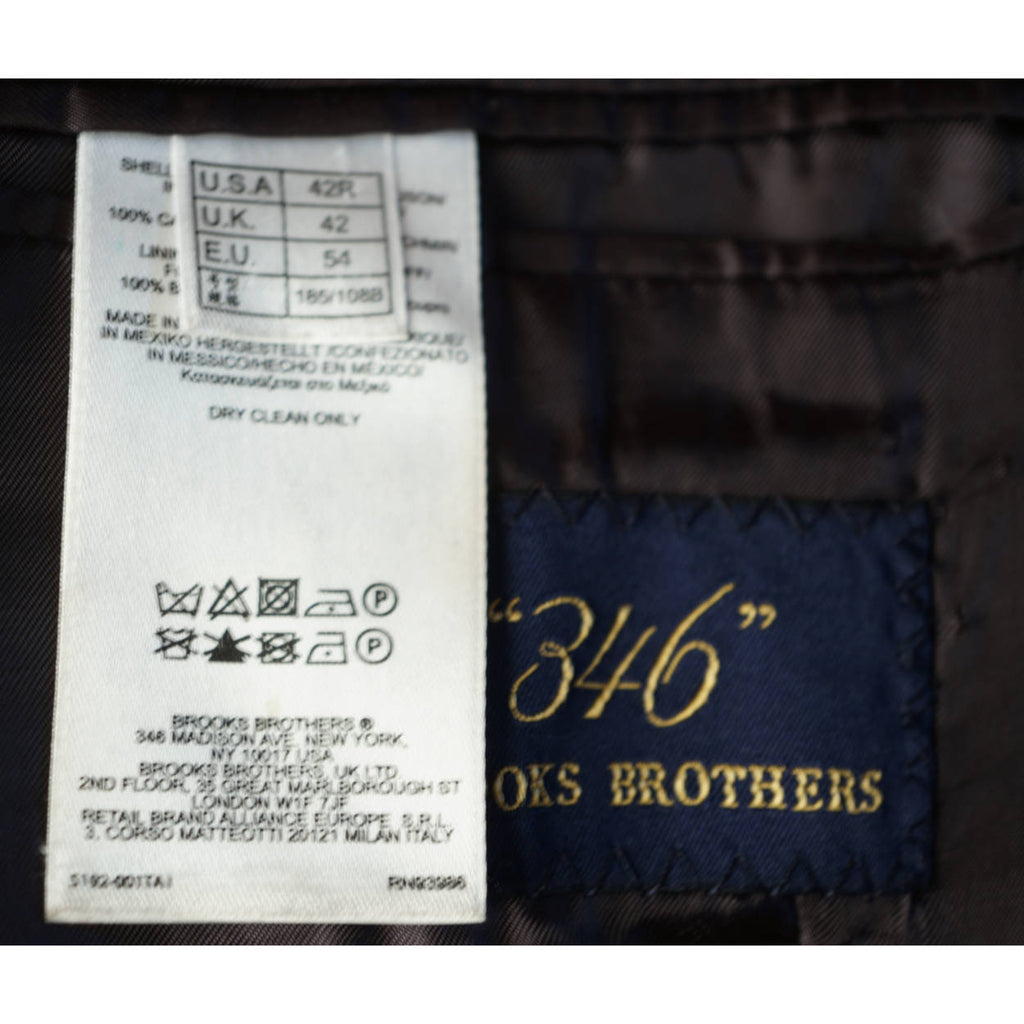 SHELL
100% CA
100% B
U.S.A 42R
U.K. 42
E.U. 54
185/108B
MADE IN
IN MEXIKO HERGESTELLT /CONFEZIONATO
IN MESSICO/HECHO EN MÉXICO/
Κατασκευάζεται στο Μεξικό
DRY CLEAN ONLY
P
P
BROOKS BROTHERS ®
346 MADISON AVE, NEW YORK,
NY 10017 USA
BROOKS BROTHERS, UK LTD
2ND FLOOR, 35 GREAT MARLBOROUGH ST
LONDON W1F 7JF
RETAIL BRAND ALLIANCE EUROPE S.R.L.
3. CORSO MATTEOTTI 20121 MILAN ITALY
RN93986
“346”
OKS BROTHERS